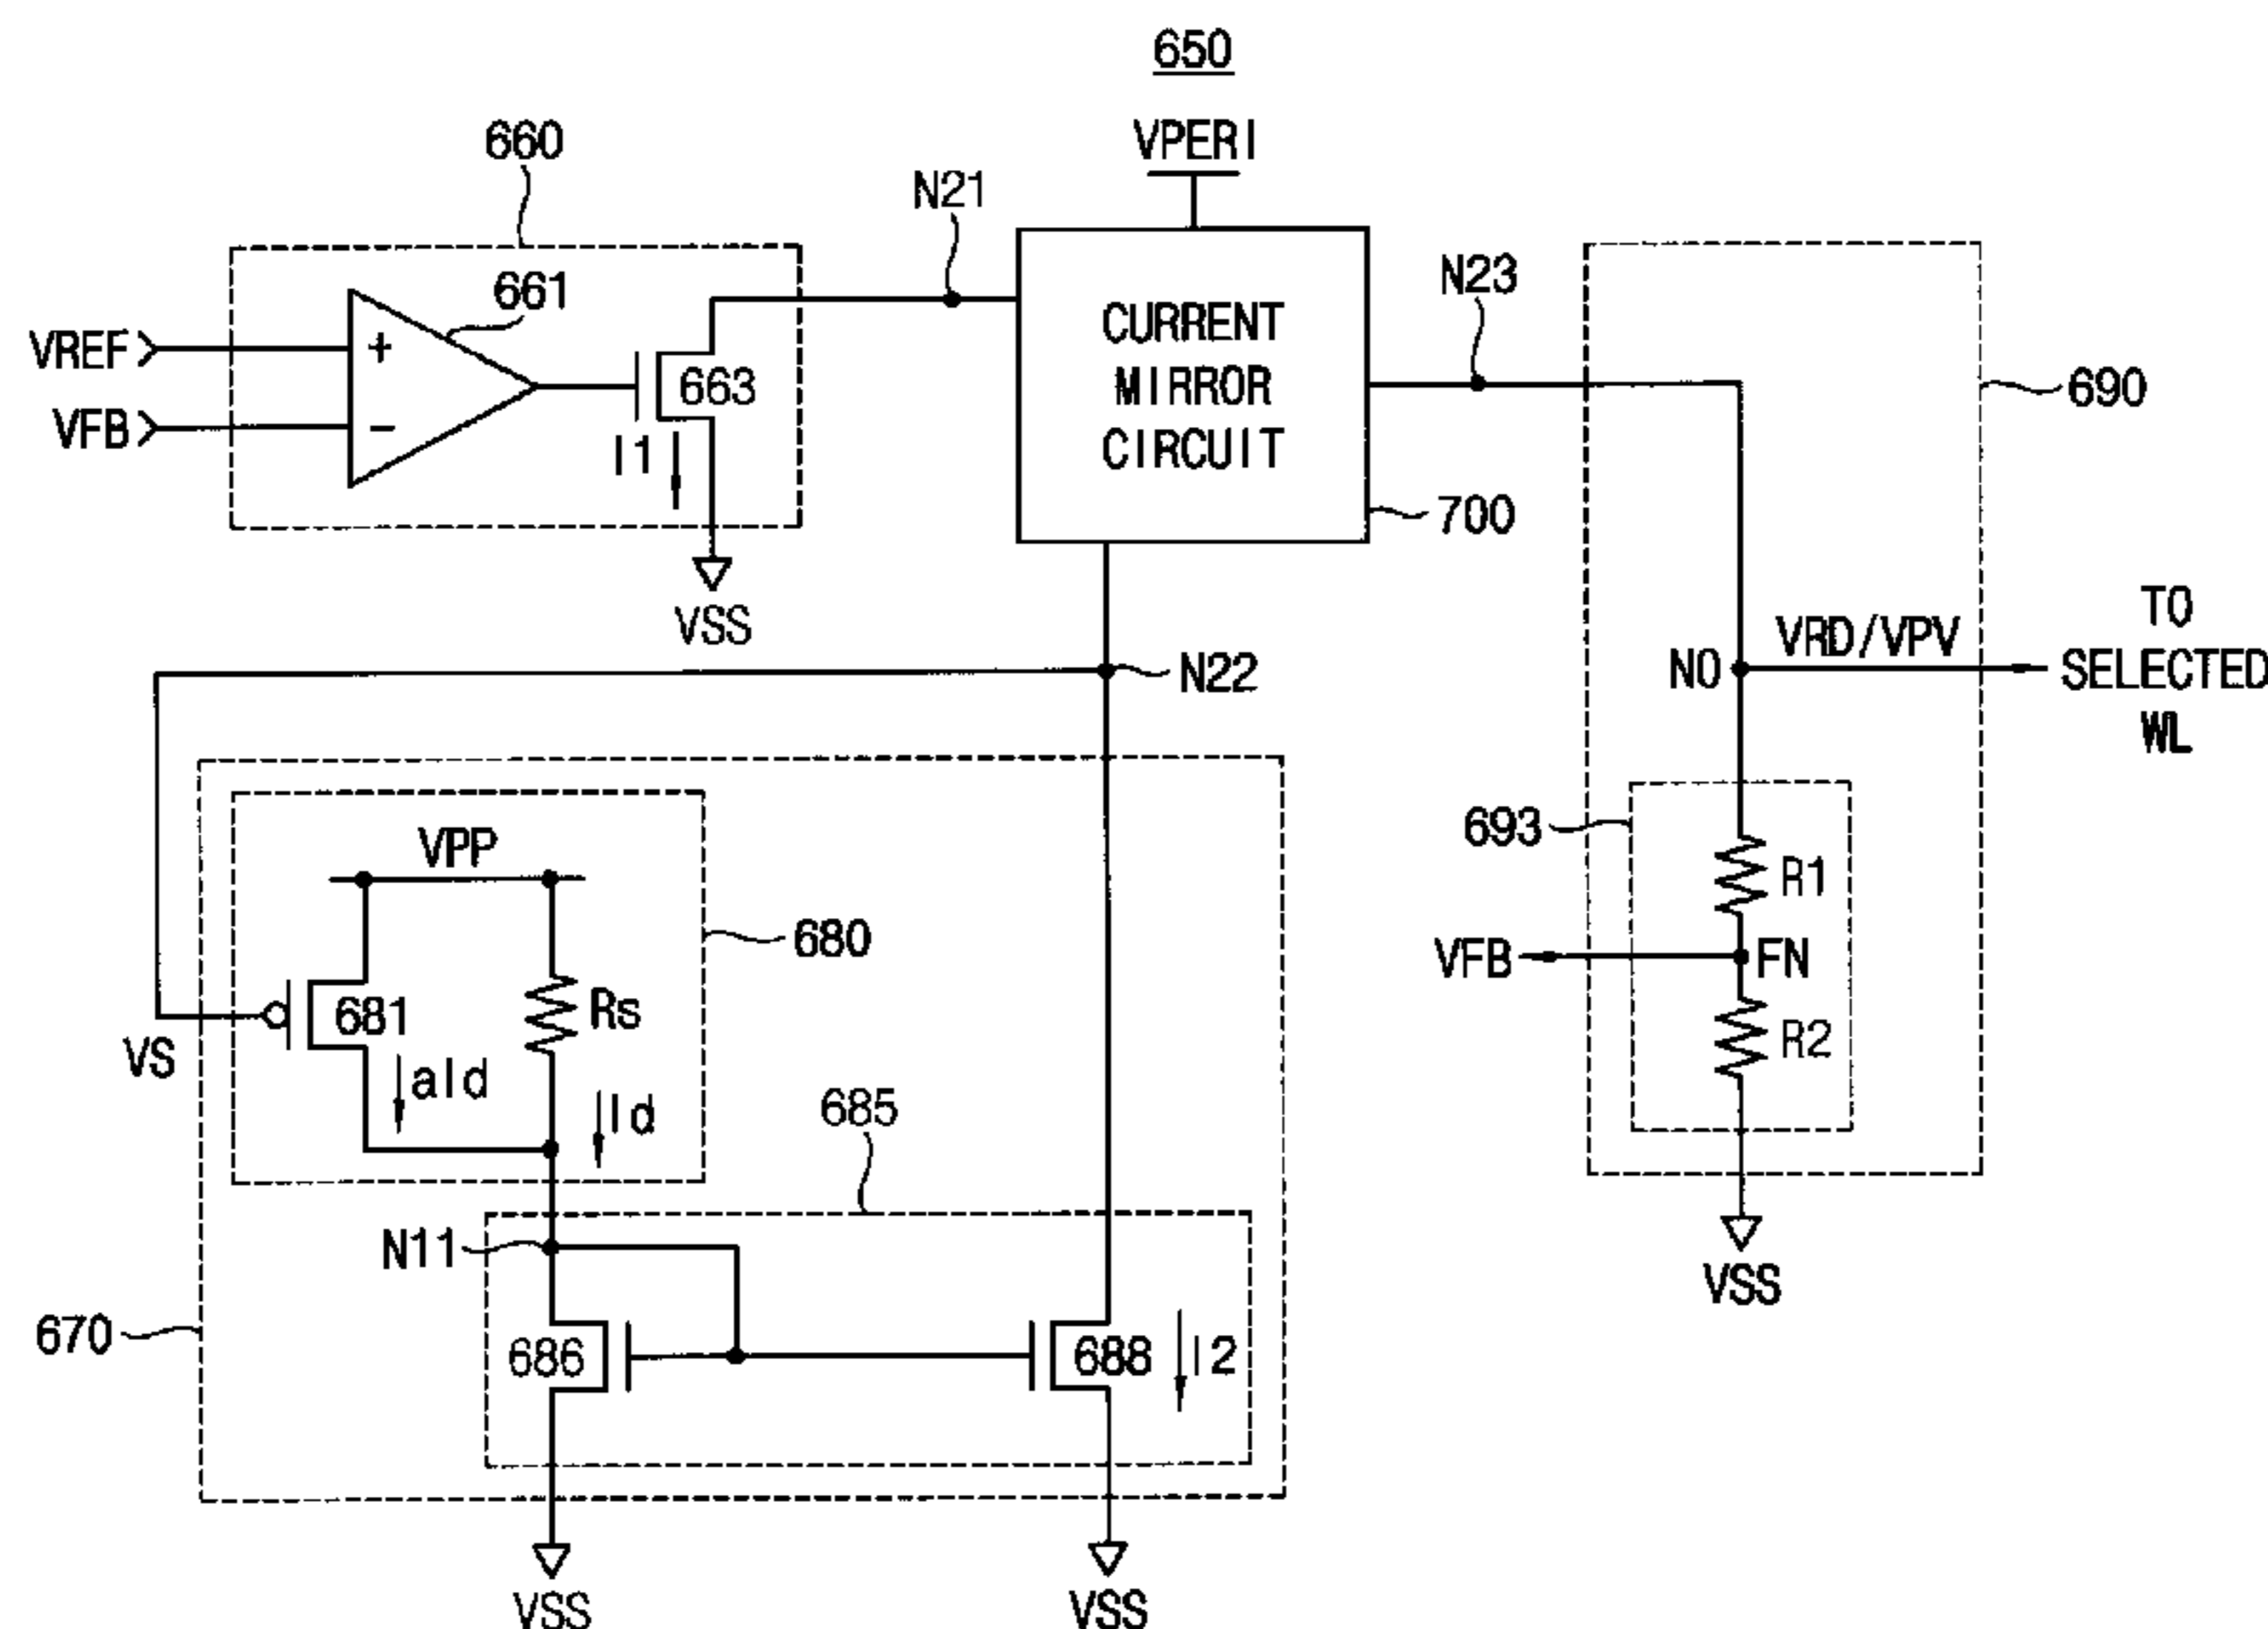 650
660
VPERI
N21
661
VREF
+
VFB
-
663
I1
VSS
CURRENT
MIRROR
CIRCUIT
700
N23
690
N22
NO
VRD/VPV
TO
SELECTED
WL
693
R1
VFB
FN
R2
VSS
VPP
680
681
Rs
VS
aId
Id
685
N11
670
686
688
I2
VSS
VSS